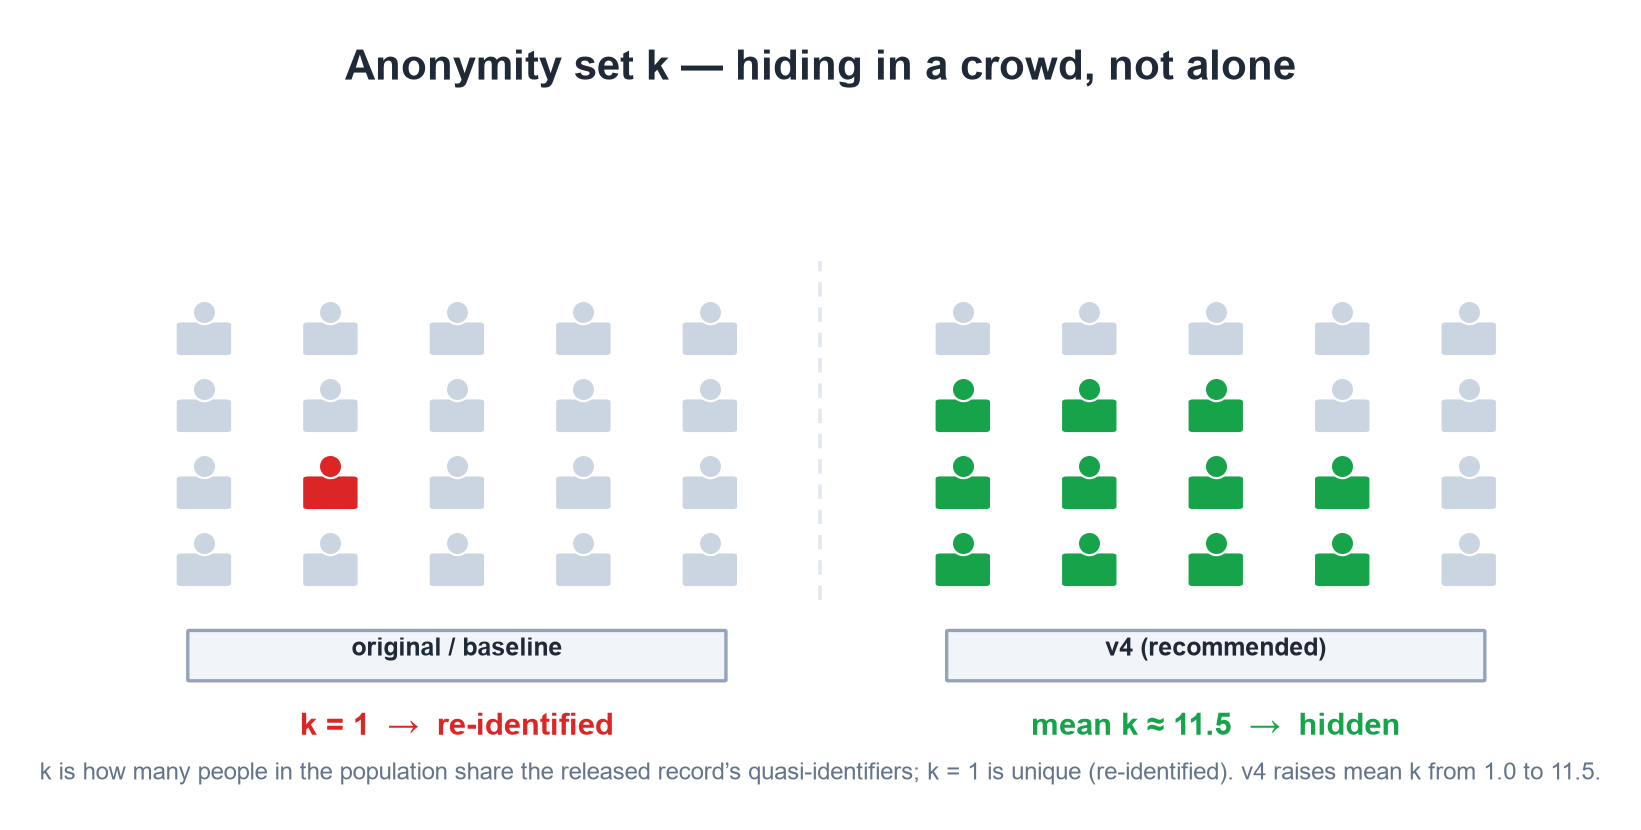 Anonymity set k — hiding in a crowd, not alone
original / baseline
v4 (recommended)
k = 1 → re-identified
mean k ≈ 11.5 → hidden
k is how many people in the population share the released record’s quasi-identifiers; k = 1 is unique (re-identified). v4 raises mean k from 1.0 to 11.5.